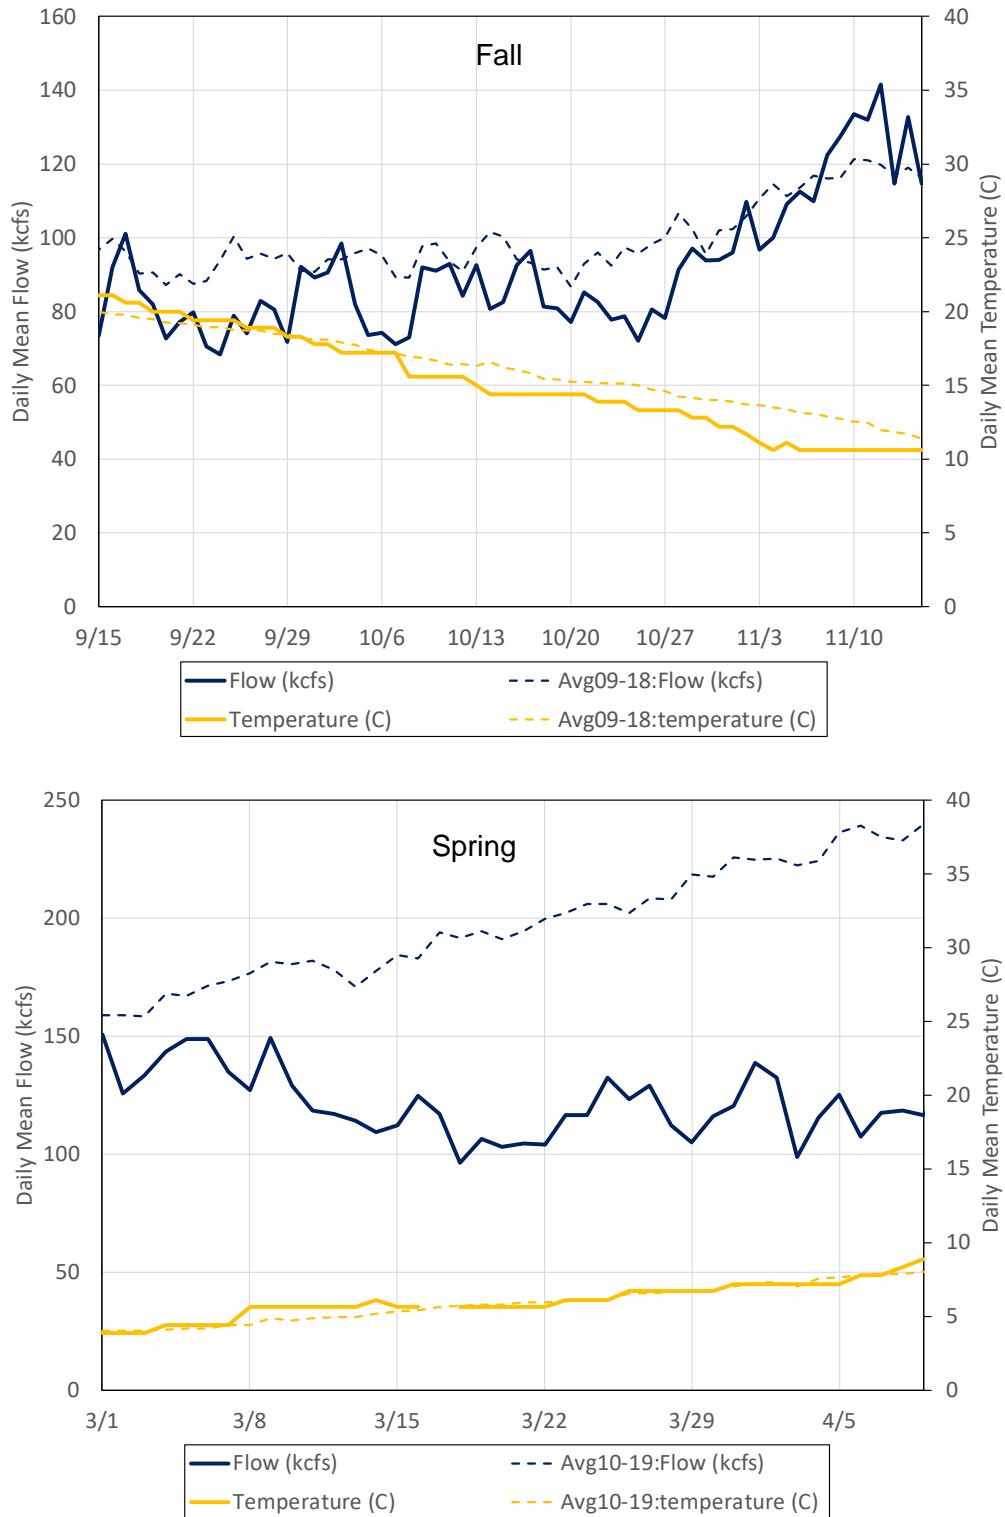 Fall
Daily Mean Flow (kcfs)
Daily Mean Temperature (C)
160
140
120
100
80
60
40
20
0
40
35
30
25
20
15
10
5
0
9/15 9/22 9/29 10/6 10/13 10/20 10/27 11/3 11/10
Flow (kcfs) Avg09-18:Flow (kcfs)
Temperature (C) Avg09-18:temperature (C)
Spring
Daily Mean Flow (kcfs)
Daily Mean Temperature (C)
250
200
150
100
50
0
40
35
30
25
20
15
10
5
0
3/1 3/8 3/15 3/22 3/29 4/5
Flow (kcfs) Avg10-19:Flow (kcfs)
Temperature (C) Avg10-19:temperature (C)